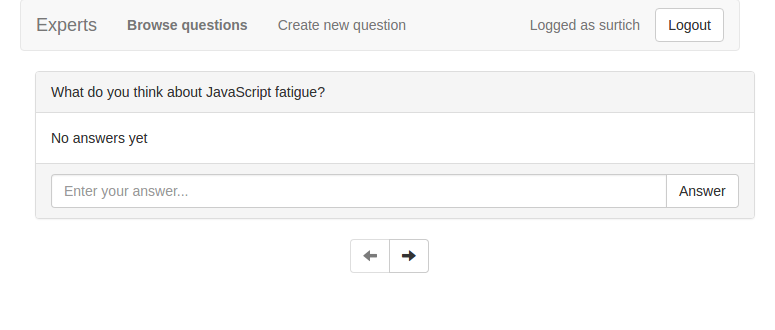 Experts Browse questions Create new question Logged as surtich Logout
What do you think about JavaScript fatigue?
No answers yet
Enter your answer... Answer